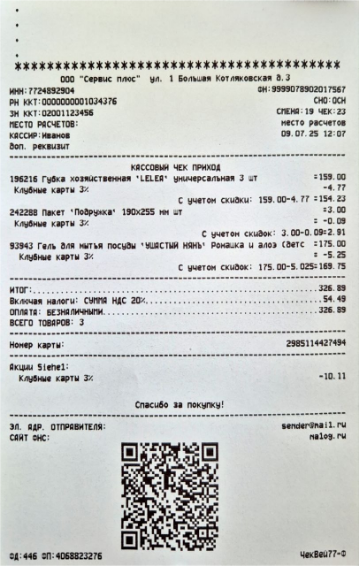 ООО "Сервис плюс" ул. 1 Большая Котляковская д.3
ИНН:7724892904 ФН:9999078902017567
РН ККТ:0000000001034376 СНО:ОСН
ЗН ККТ:02001123456 СМЕНА:19 ЧЕК:23
МЕСТО РАСЧЕТОВ: место расчетов
КАССИР:Иванов 09.07.25 12:07
доп. реквизит
КАССОВЫЙ ЧЕК ПРИХОД
196216 Губка хозяйственная 'LELEA' универсальная 3 шт =159.00
Клубные карты 3% -4.77
С учетом скидки: 159.00-4.77 =154.23
242288 Пакет 'Подружка' 190х255 мм шт =3.00
Клубные карты 3% = -0.09
С учетом скидок: 3.00-0.09=2.91
93943 Гель для мытья посуды 'УШАСТЫЙ НЯНЬ' Ромашка и алоэ (детс =175.00
Клубные карты 3% = -5.25
С учетом скидок: 175.00-5.025=169.75
ИТОГ: 326.89
Включая налоги: СУММА НДС 20% 54.49
ОПЛАТА: БЕЗНАЛИЧНЫМИ 326.89
ВСЕГО ТОВАРОВ: 3
Номер карты: 2985114427494
Акции Siehel:
Клубные карты 3% -10.11
Спасибо за покупку!
ЭЛ. АДР. ОТПРАВИТЕЛЯ: sender@mail.ru
САЙТ ФНС: nalog.ru
ФД:446 ФП:4068823276 ЧекВей77-Ф